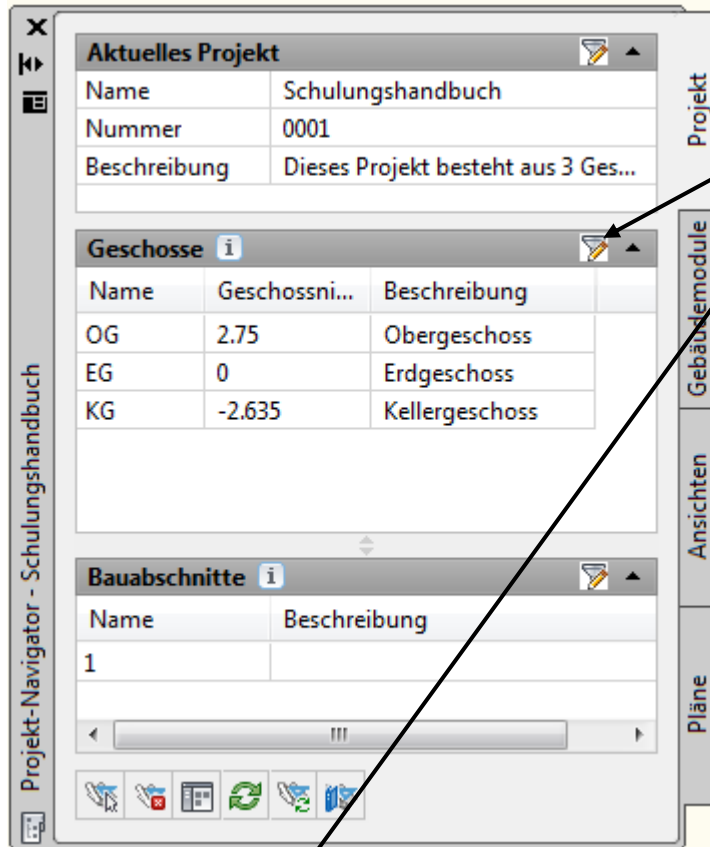 Aktuelles Projekt
Name Schulungshandbuch
Nummer 0001
Beschreibung Dieses Projekt besteht aus 3 Ges...
Geschosse i
Name Geschossni... Beschreibung
OG 2.75 Obergeschoss
EG 0 Erdgeschoss
KG -2.635 Kellergeschoss
Bauabschnitte i
Name Beschreibung
1
Projekt-Navigator - Schulungshandbuch
Projekt
Gebäudemodule
Ansichten
Pläne